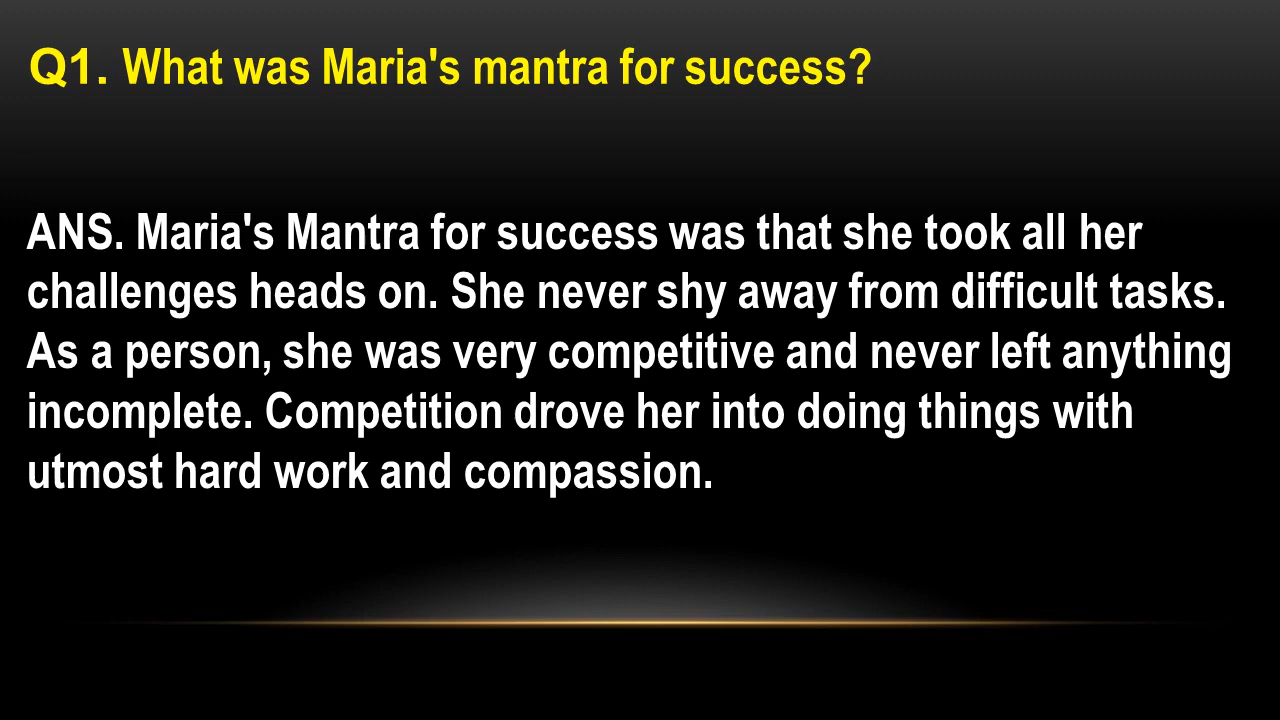 Q1. What was Maria's mantra for success?
ANS. Maria's Mantra for success was that she took all her
challenges heads on. She never shy away from difficult tasks.
As a person, she was very competitive and never left anything
incomplete. Competition drove her into doing things with
utmost hard work and compassion.